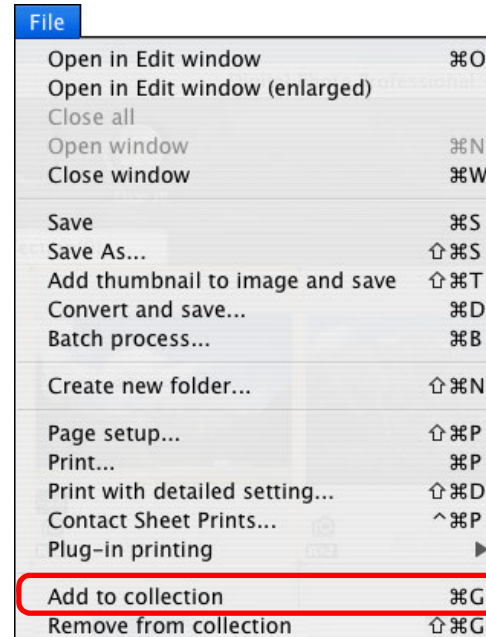 File
Open in Edit window ⌘O
Open in Edit window (enlarged)
Close all
Open window ⌘N
Close window ⌘W
Save ⌘S
Save As... ⇧⌘S
Add thumbnail to image and save ⇧⌘T
Convert and save... ⌘D
Batch process... ⌘B
Create new folder... ⇧⌘N
Page setup... ⇧⌘P
Print... ⌘P
Print with detailed setting... ⇧⌘D
Contact Sheet Prints... ^⌘P
Plug-in printing ▶
Add to collection ⌘G
Remove from collection ⇧⌘G